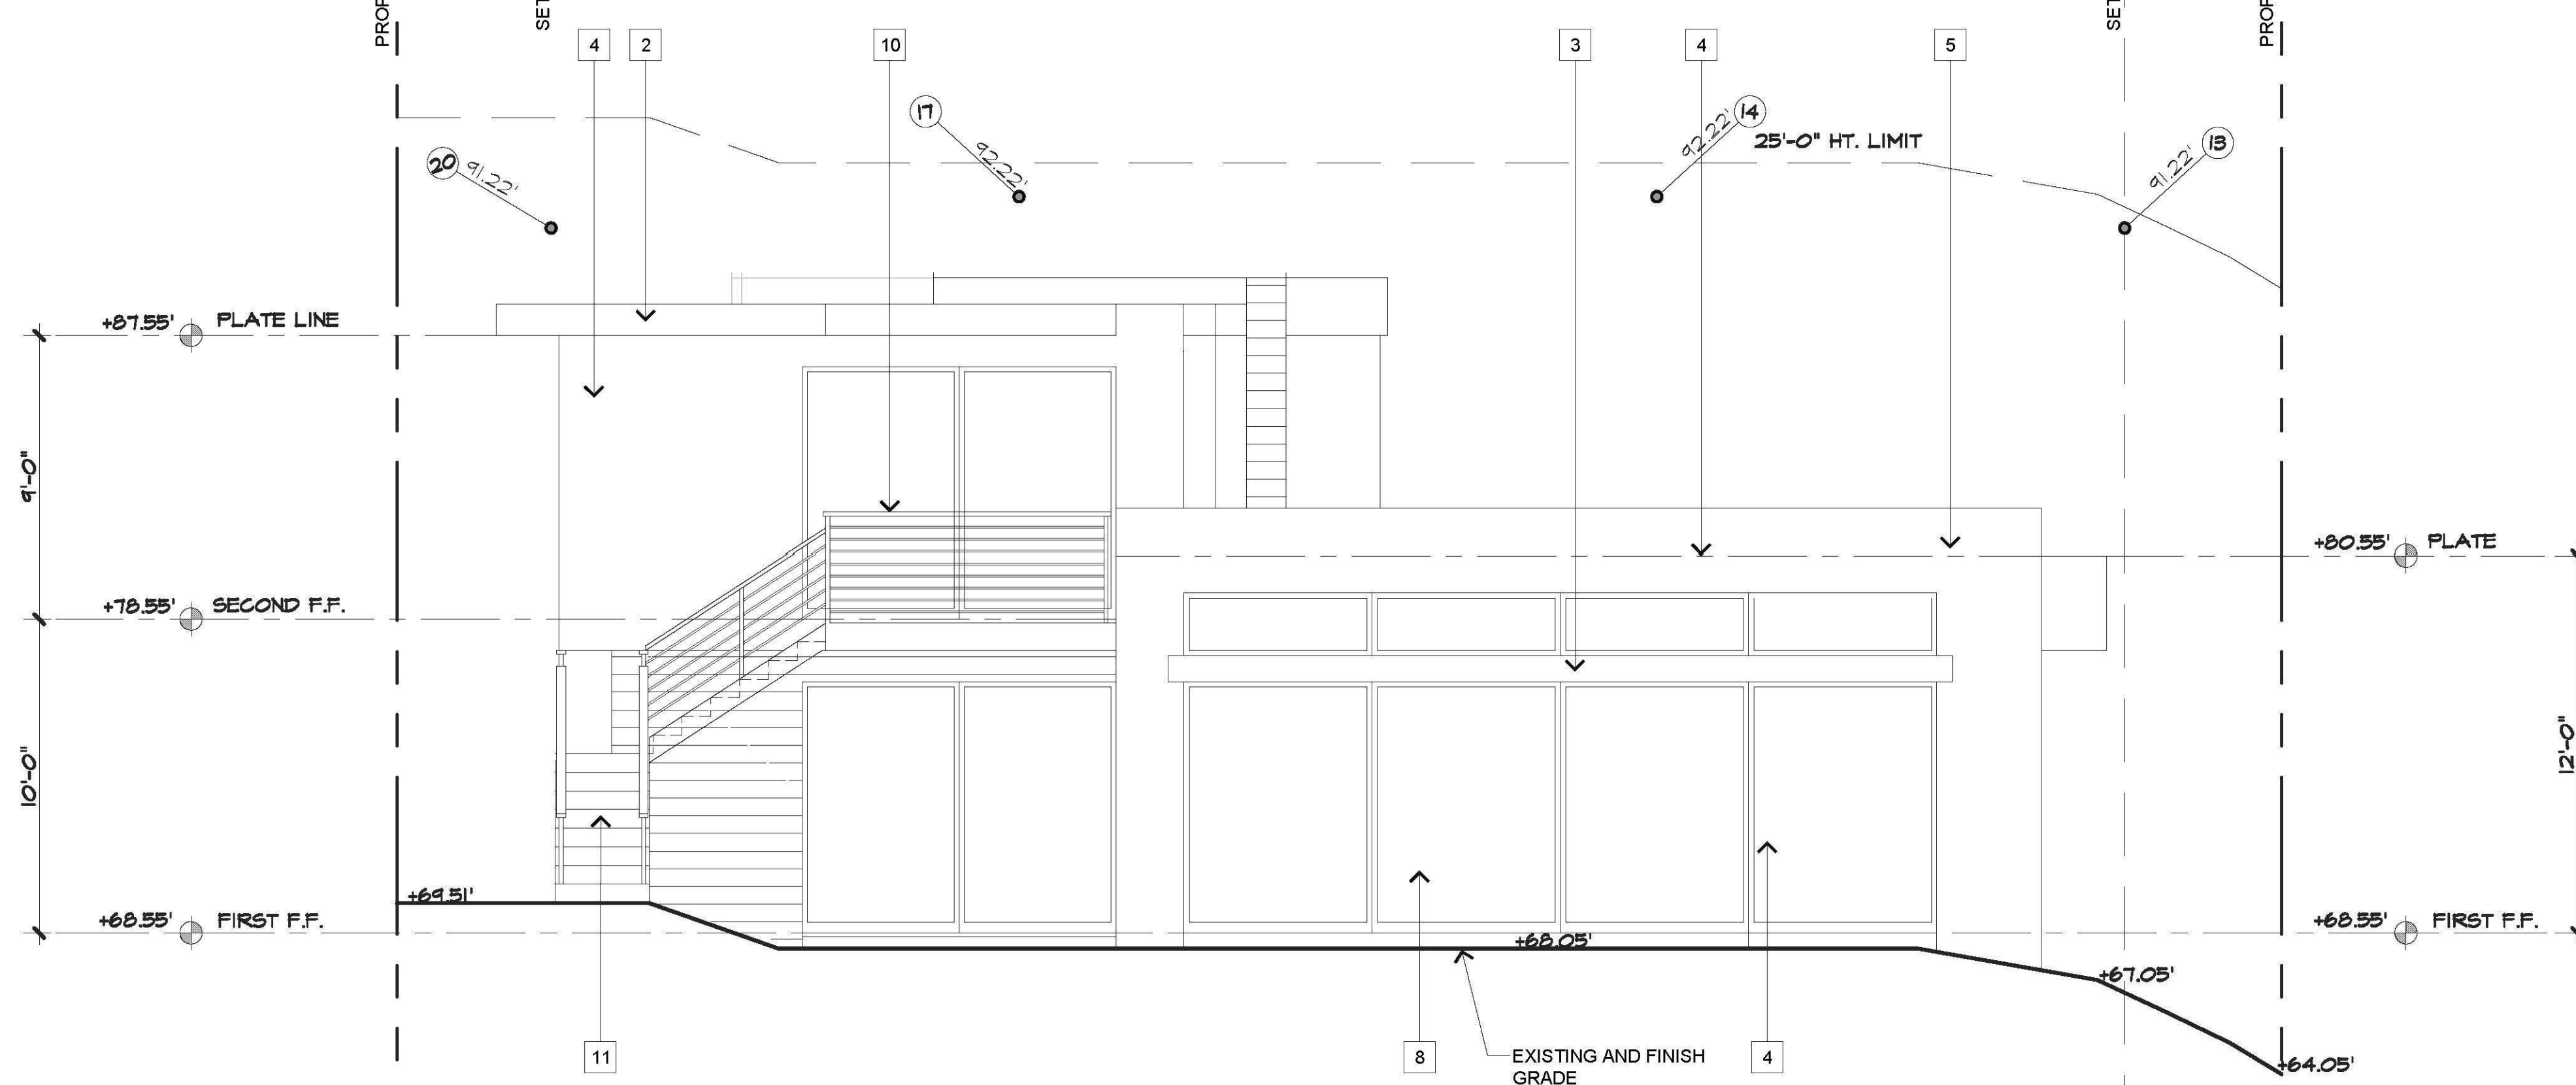 PROP
SET
SET
PROP
4
2
10
3
4
5
17
92.22'
92.22'
14
25'-0" HT. LIMIT
13
91.22'
20
91.22'
+87.55'
PLATE LINE
9'-0"
+80.55'
PLATE
+78.55'
SECOND F.F.
10'-0"
12'-0"
+69.51'
+68.55'
FIRST F.F.
+68.05'
+68.55'
FIRST F.F.
+67.05'
11
8
EXISTING AND FINISH
GRADE
4
+64.05'